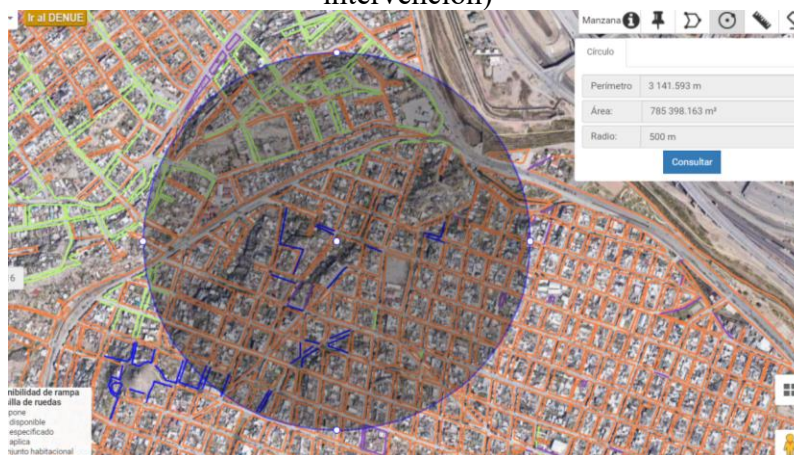 intervención)
Ir al DENUE
Manzana
Círculo
Perímetro 3 141.593 m
Área: 785 398.163 m²
Radio: 500 m
Consultar
6
nibilidad de rampa
illa de ruedas
pone
disponible
especificado
aplica
njunto habitacional